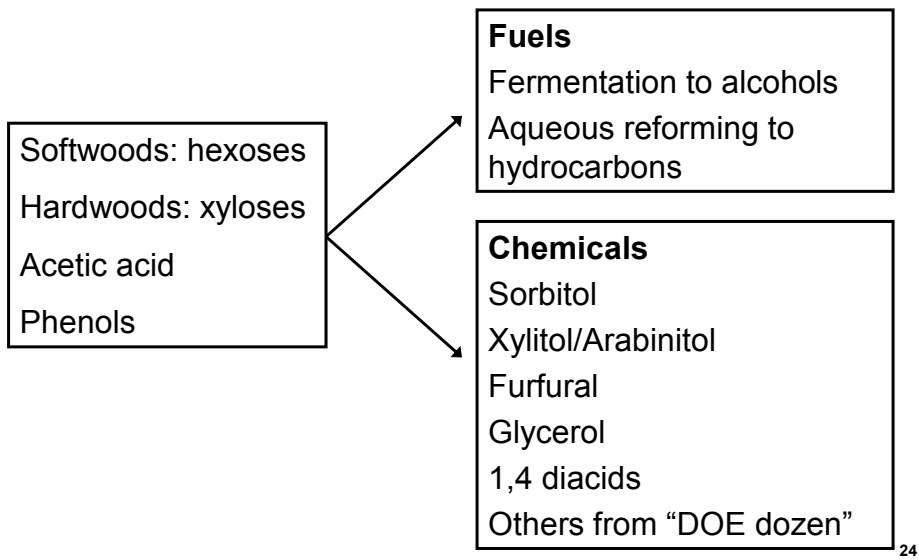 Softwoods: hexoses
Hardwoods: xyloses
Acetic acid
Phenols
Fuels
Fermentation to alcohols
Aqueous reforming to
hydrocarbons
Chemicals
Sorbitol
Xylitol/Arabinitol
Furfural
Glycerol
1,4 diacids
Others from “DOE dozen”
24